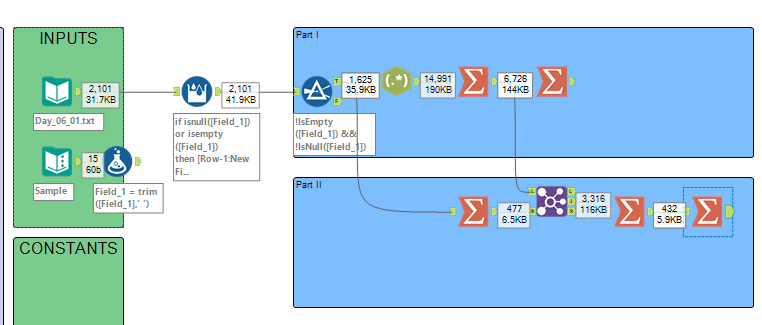 INPUTS
2,101
31.7KB
Day_06_01.txt
15
60b
Sample
Field_1 = trim
([Field_1],' ')
CONSTANTS
2,101
41.9KB
if isnull([Field_1])
or isempty
([Field_1])
then [Row-1:New
Fi...
Part I
T
F
1,625
35.9KB
!IsEmpty
([Field_1]) &&
!IsNull([Field_1])
(.*)
14,991
190KB
Σ
6,726
144KB
Σ
Part II
Σ
477
6.5KB
L
R
L
J
R
3,316
116KB
Σ
432
5.9KB
Σ